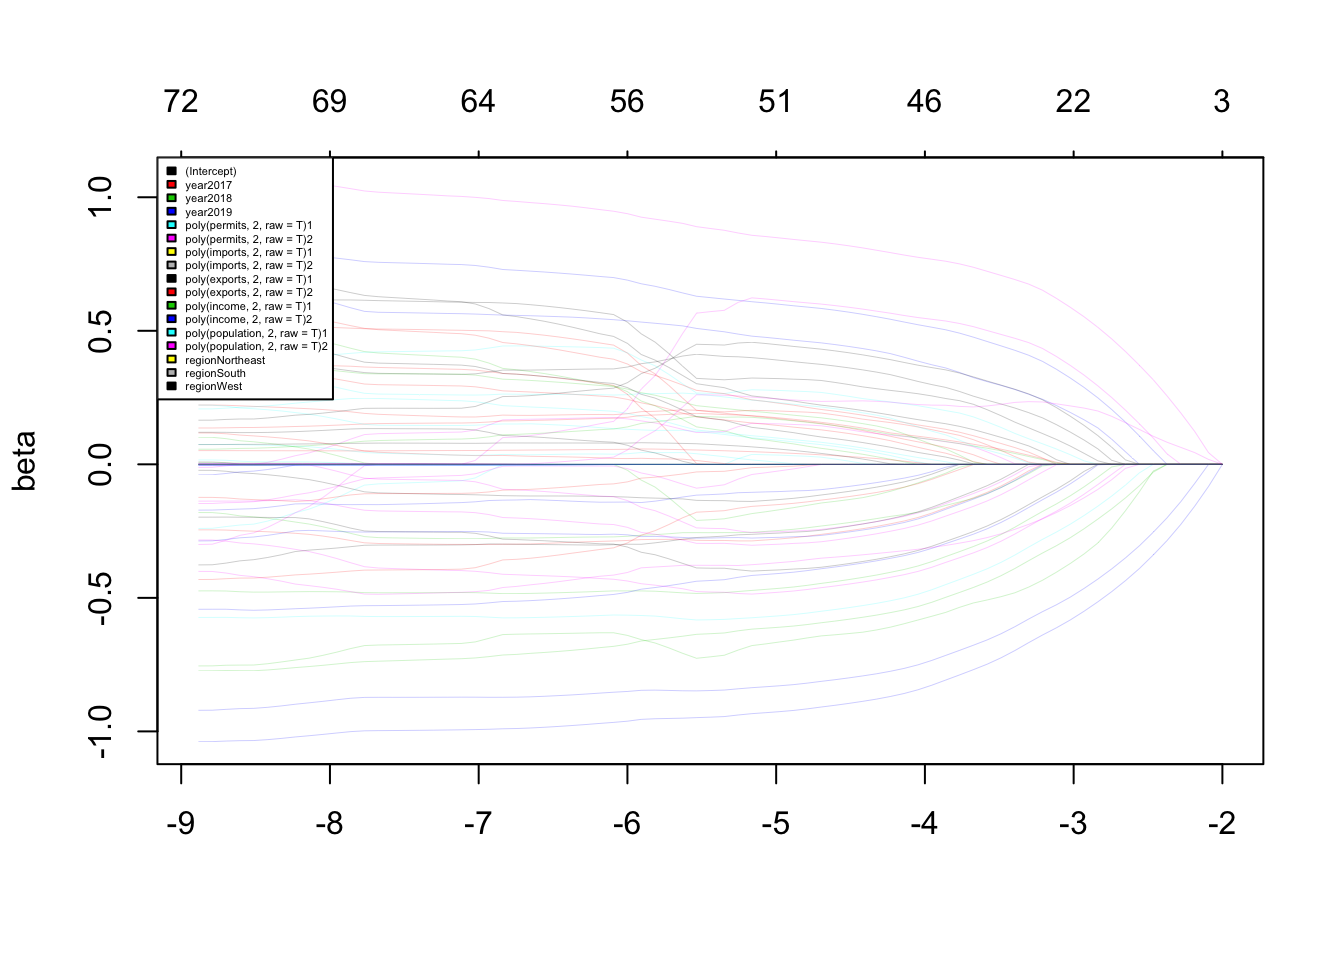 72 69 64 56 51 46 22 3
1.0
0.5
0.0
-0.5
-1.0
beta
(Intercept)
year2017
year2018
year2019
poly(permits, 2, raw = T)1
poly(permits, 2, raw = T)2
poly(imports, 2, raw = T)1
poly(imports, 2, raw = T)2
poly(exports, 2, raw = T)1
poly(exports, 2, raw = T)2
poly(income, 2, raw = T)1
poly(income, 2, raw = T)2
poly(population, 2, raw = T)1
poly(population, 2, raw = T)2
regionNortheast
regionSouth
regionWest
-9 -8 -7 -6 -5 -4 -3 -2